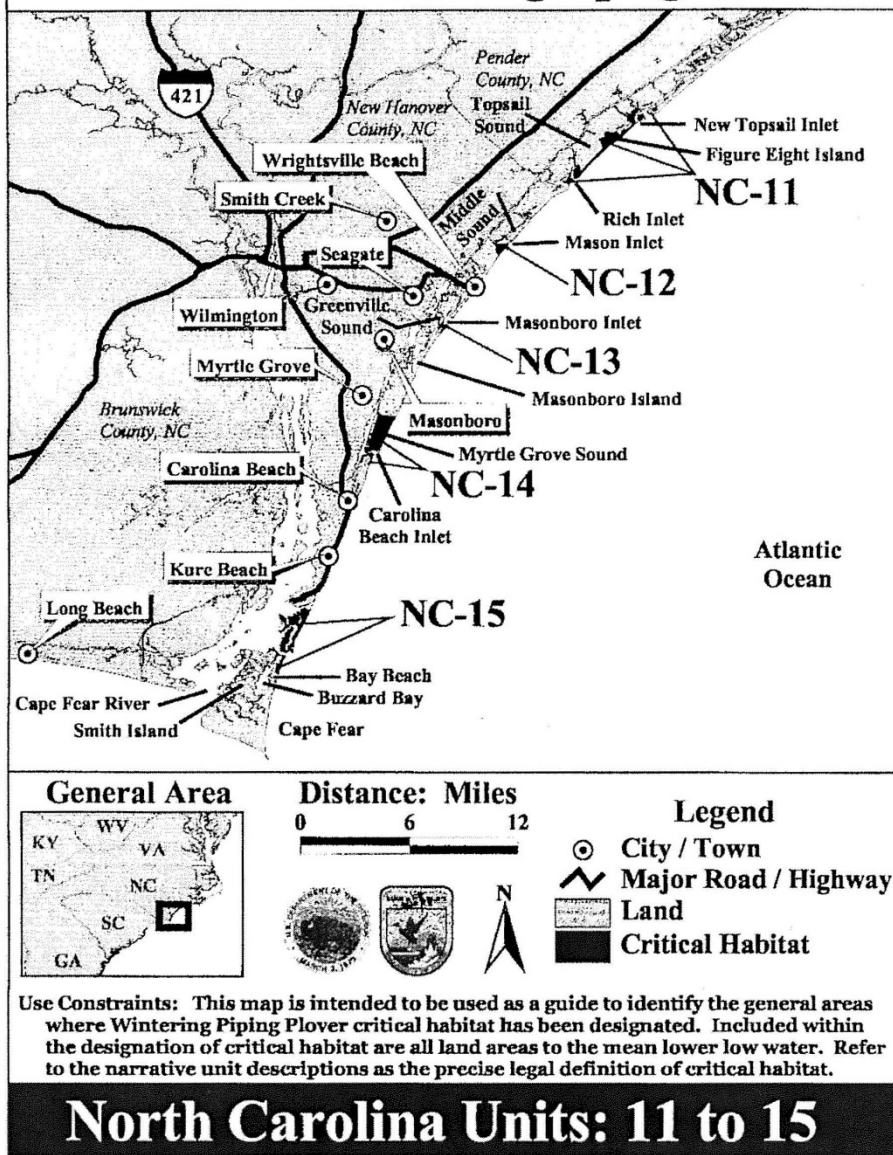 421
Pender
County, NC
Topsail
Sound
New Hanover
County, NC
New Topsail Inlet
Figure Eight Island
NC-11
Wrightsville Beach
Smith Creek
Middle
Sound
Rich Inlet
Mason Inlet
Seagate
NC-12
Wilmington
Greenville
Sound
Masonboro Inlet
NC-13
Myrtle Grove
Masonboro Island
Brunswick
County, NC
Masonboro
Myrtle Grove Sound
Carolina Beach
NC-14
Carolina
Beach Inlet
Kure Beach
Atlantic
Ocean
Long Beach
NC-15
Bay Beach
Cape Fear River
Buzzard Bay
Smith Island
Cape Fear
General Area
KY
WV
VA
TN
NC
SC
GA
Distance: Miles
0 6 12
N
Legend
City / Town
Major Road / Highway
Land
Critical Habitat
Use Constraints: This map is intended to be used as a guide to identify the general areas
where Wintering Piping Plover critical habitat has been designated. Included within
the designation of critical habitat are all land areas to the mean lower low water. Refer
to the narrative unit descriptions as the precise legal definition of critical habitat.
North Carolina Units: 11 to 15